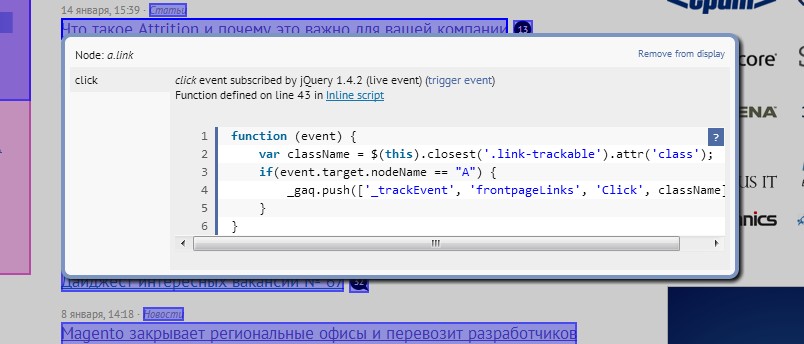 14 января, 15:39 · Статьи
Что такое Attrition и почему это важно для вашей компании 13
Node: a.link
Remove from display
click
click event subscribed by jQuery 1.4.2 (live event) (trigger event)
Function defined on line 43 in Inline script
?
1 function (event) {
2 var className = $(this).closest('.link-trackable').attr('class');
3 if(event.target.nodeName == "A") {
4 _gaq.push(['_trackEvent', 'frontpageLinks', 'Click', className]
5 }
6 }
Дайджест интересных вакансий № 67 32
8 января, 14:18 · Новости
Magento закрывает региональные офисы и перевозит разработчиков
epam
core
ENA
US IT
nics